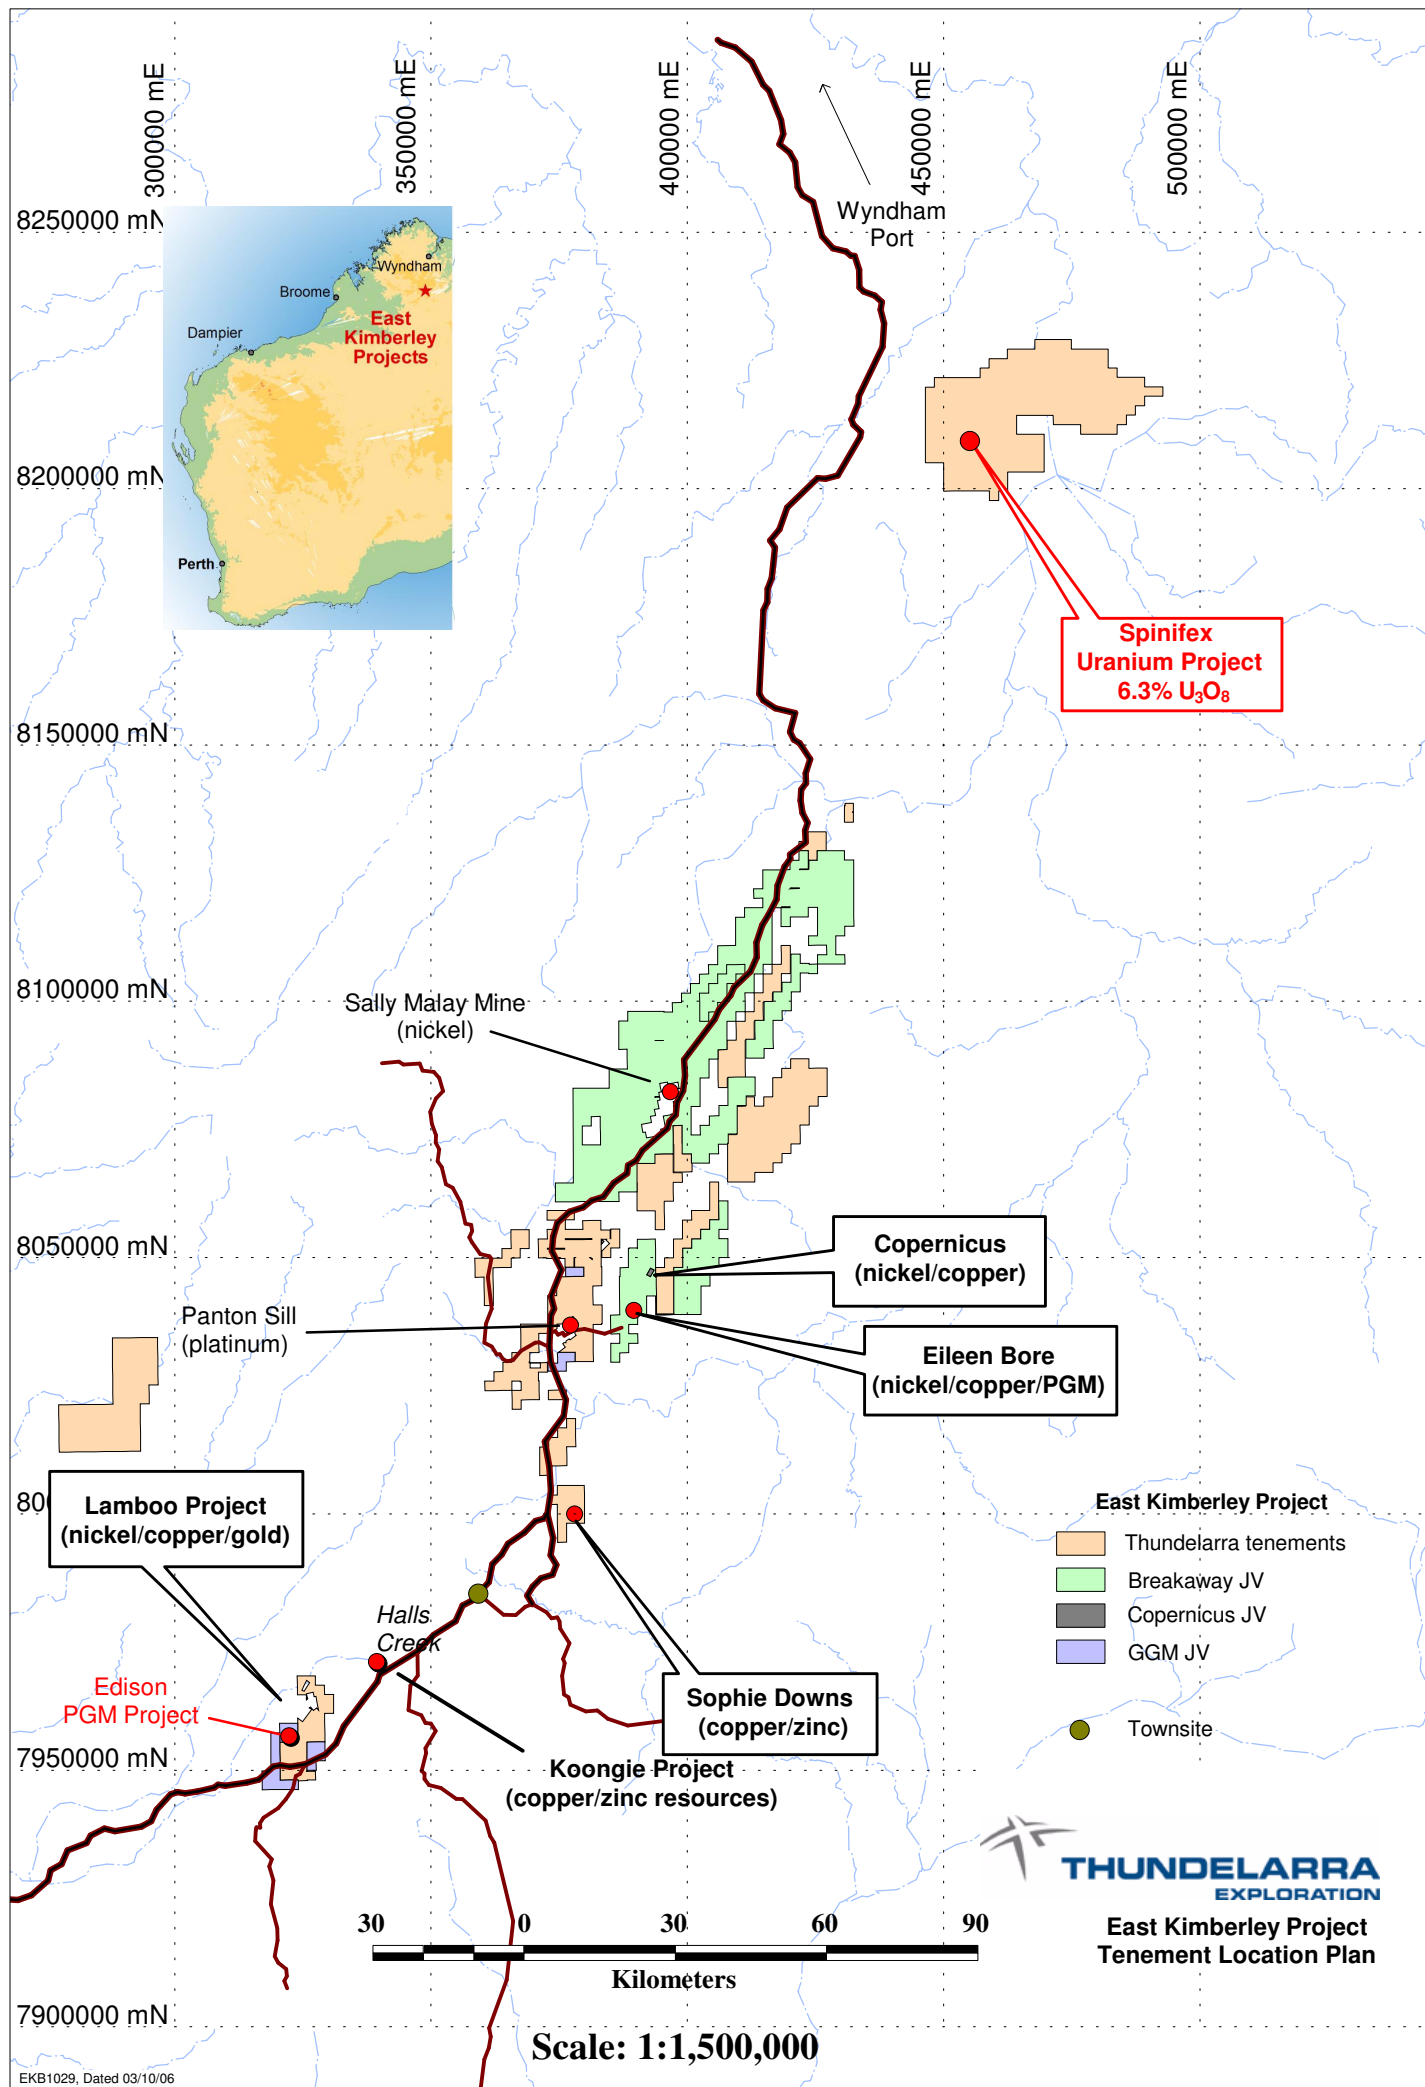 300000 mE
350000 mE
400000 mE
450000 mE
500000 mE
Wyndham
Port
8250000 mN
Wyndham
Broome
East
Kimberley
Projects
Dampier
Perth
8200000 mN
Spinifex
Uranium Project
6.3% U₃O₈
8150000 mN
8100000 mN
Sally Malay Mine
(nickel)
8050000 mN
Copernicus
(nickel/copper)
Panton Sill
(platinum)
Eileen Bore
(nickel/copper/PGM)
Lamboo Project
(nickel/copper/gold)
East Kimberley Project
Thundelarra tenements
Breakaway JV
Copernicus JV
GGM JV
Townsite
Halls
Creek
Edison
PGM Project
Sophie Downs
(copper/zinc)
7950000 mN
Koongie Project
(copper/zinc resources)
THUNDELARRA
EXPLORATION
East Kimberley Project
Tenement Location Plan
30 0 30 60 90
Kilometers
7900000 mN
Scale: 1:1,500,000
EKB1029, Dated 03/10/06